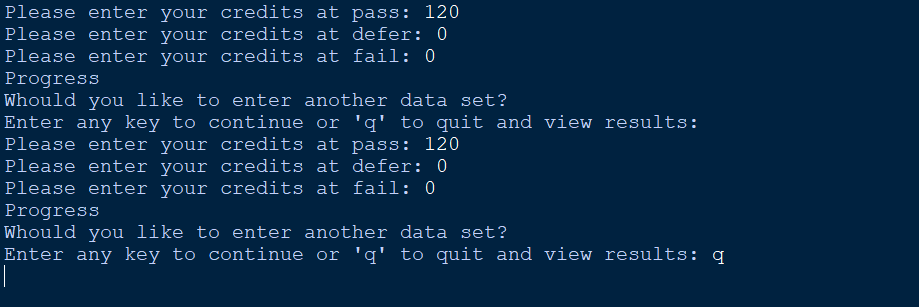 Please enter your credits at pass: 120
Please enter your credits at defer: 0
Please enter your credits at fail: 0
Progress
Whould you like to enter another data set?
Enter any key to continue or 'q' to quit and view results:
Please enter your credits at pass: 120
Please enter your credits at defer: 0
Please enter your credits at fail: 0
Progress
Whould you like to enter another data set?
Enter any key to continue or 'q' to quit and view results: q